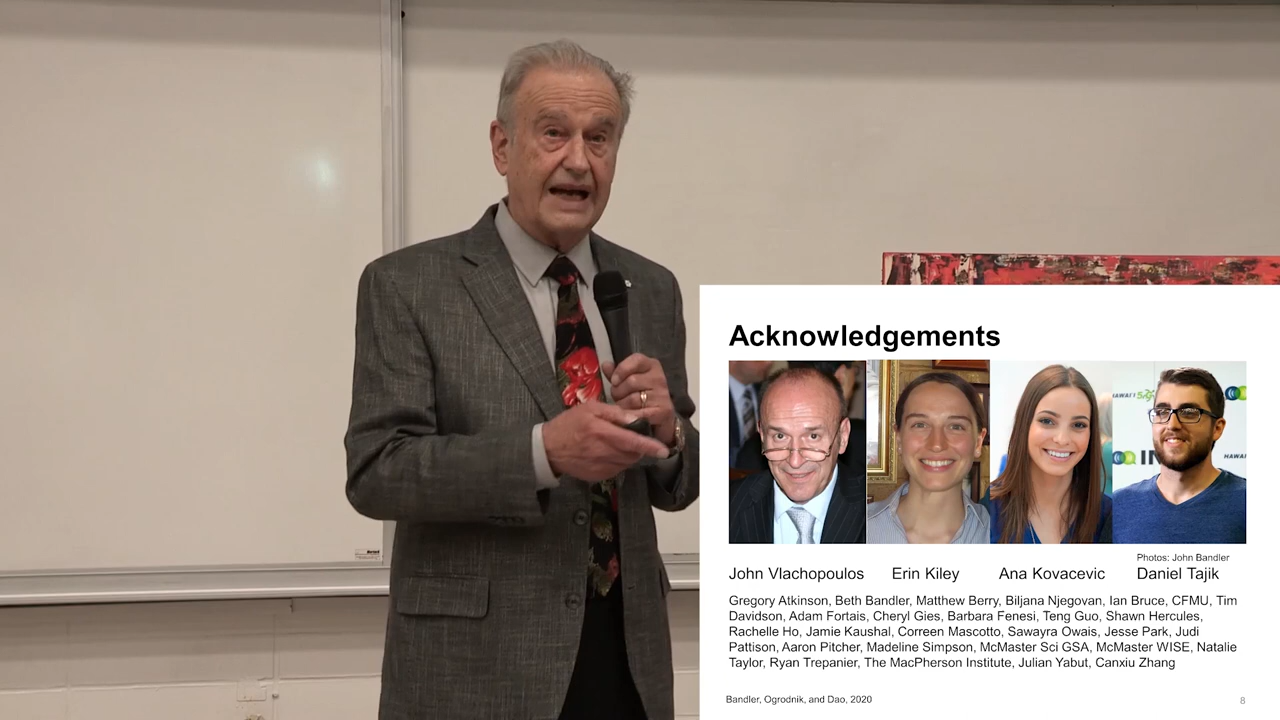 Acknowledgements
HAWAI'I
IN
HAWAI
Photos: John Bandler
John Vlachopoulos Erin Kiley Ana Kovacevic Daniel Tajik
Gregory Atkinson, Beth Bandler, Matthew Berry, Biljana Njegovan, Ian Bruce, CFMU, Tim
Davidson, Adam Fortais, Cheryl Gies, Barbara Fenesi, Teng Guo, Shawn Hercules,
Rachelle Ho, Jamie Kaushal, Correen Mascotto, Sawayra Owais, Jesse Park, Judi
Pattison, Aaron Pitcher, Madeline Simpson, McMaster Sci GSA, McMaster WISE, Natalie
Taylor, Ryan Trepanier, The MacPherson Institute, Julian Yabut, Canxiu Zhang
Bandler, Ogrodnik, and Dao, 2020 8